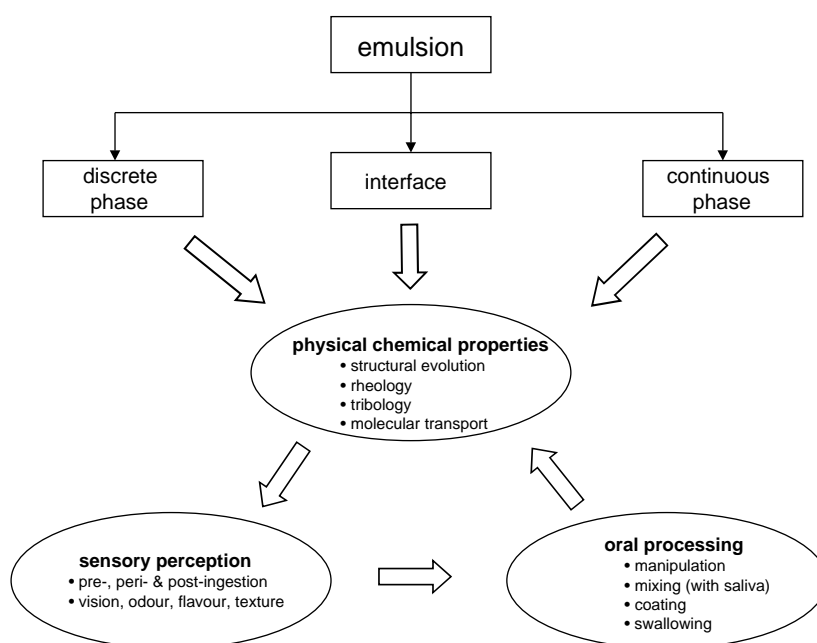 emulsion
discrete
phase
interface
continuous
phase
physical chemical properties
• structural evolution
• rheology
• tribology
• molecular transport
sensory perception
• pre-, peri- & post-ingestion
• vision, odour, flavour, texture
oral processing
• manipulation
• mixing (with saliva)
• coating
• swallowing